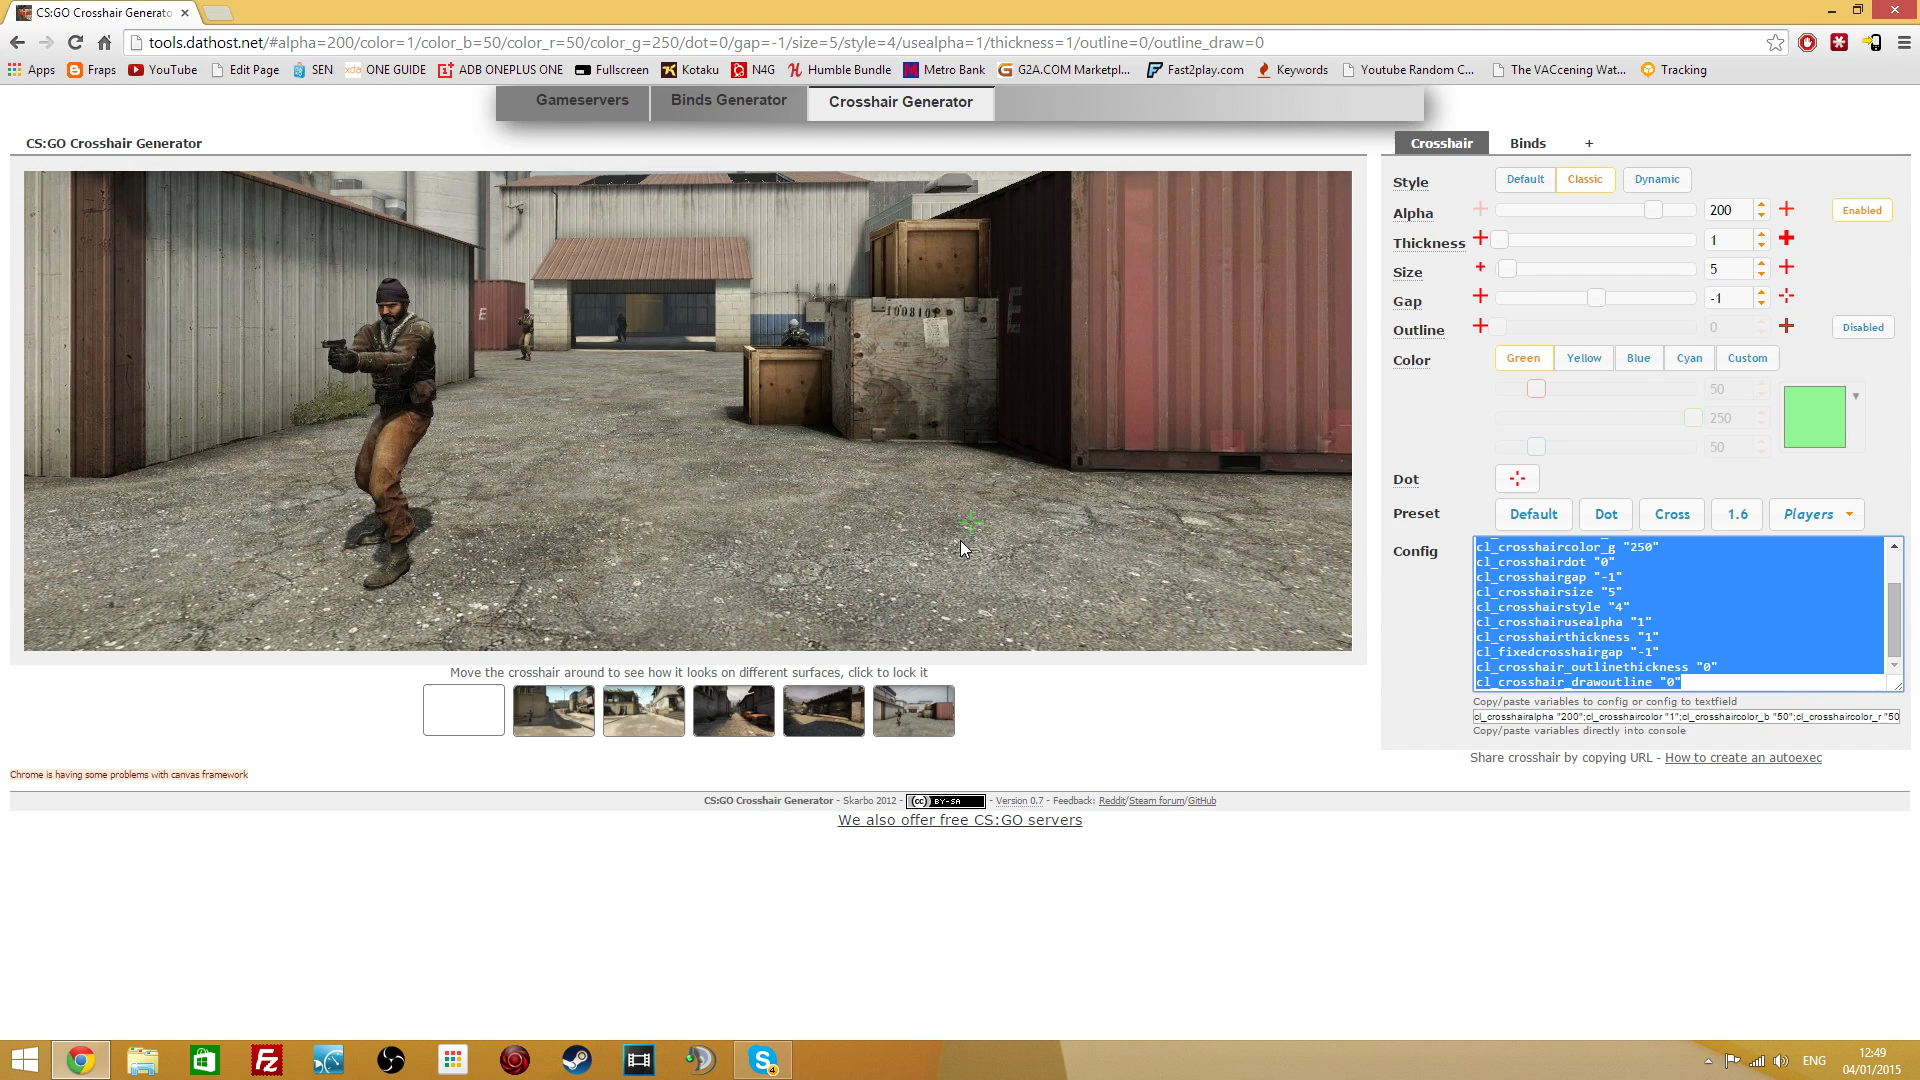 CS:GO Crosshair Generato
tools.dathost.net/#alpha=200/color=1/color_b=50/color_r=50/color_g=250/dot=0/gap=-1/size=5/style=4/usealpha=1/thickness=1/outline=0/outline_draw=0
Apps Fraps YouTube Edit Page SEN ONE GUIDE ADB ONEPLUS ONE Fullscreen Kotaku N4G Humble Bundle Metro Bank G2A.COM Marketpl... Fast2play.com Keywords Youtube Random C... The VACcening Wat... Tracking
Gameservers Binds Generator Crosshair Generator
CS:GO Crosshair Generator
Crosshair Binds +
Style Default Classic Dynamic
Alpha 200 Enabled
Thickness 1
Size 5
Gap -1
Outline 0 Disabled
Color Green Yellow Blue Cyan Custom
50
250
50
Dot
Preset Default Dot Cross 1.6 Players
Config
cl_crosshaircolor_g "250"
cl_crosshairdot "0"
cl_crosshairgap "-1"
cl_crosshairsize "5"
cl_crosshairstyle "4"
cl_crosshairusealpha "1"
cl_crosshairthickness "1"
cl_fixedcrosshairgap "-1"
cl_crosshair_outlinethickness "0"
cl_crosshair_drawoutline "0"
Copy/paste variables to config or config to textfield
cl_crosshairalpha "200";cl_crosshaircolor "1";cl_crosshaircolor_b "50";cl_crosshaircolor_r "50
Copy/paste variables directly into console
Share crosshair by copying URL - How to create an autoexec
Move the crosshair around to see how it looks on different surfaces, click to lock it
Chrome is having some problems with canvas framework
CS:GO Crosshair Generator - Skarbo 2012 - (cc) BY-SA - Version 0.7 - Feedback: Reddit/Steam forum/GitHub
We also offer free CS:GO servers
4
ENG
12:49
04/01/2015